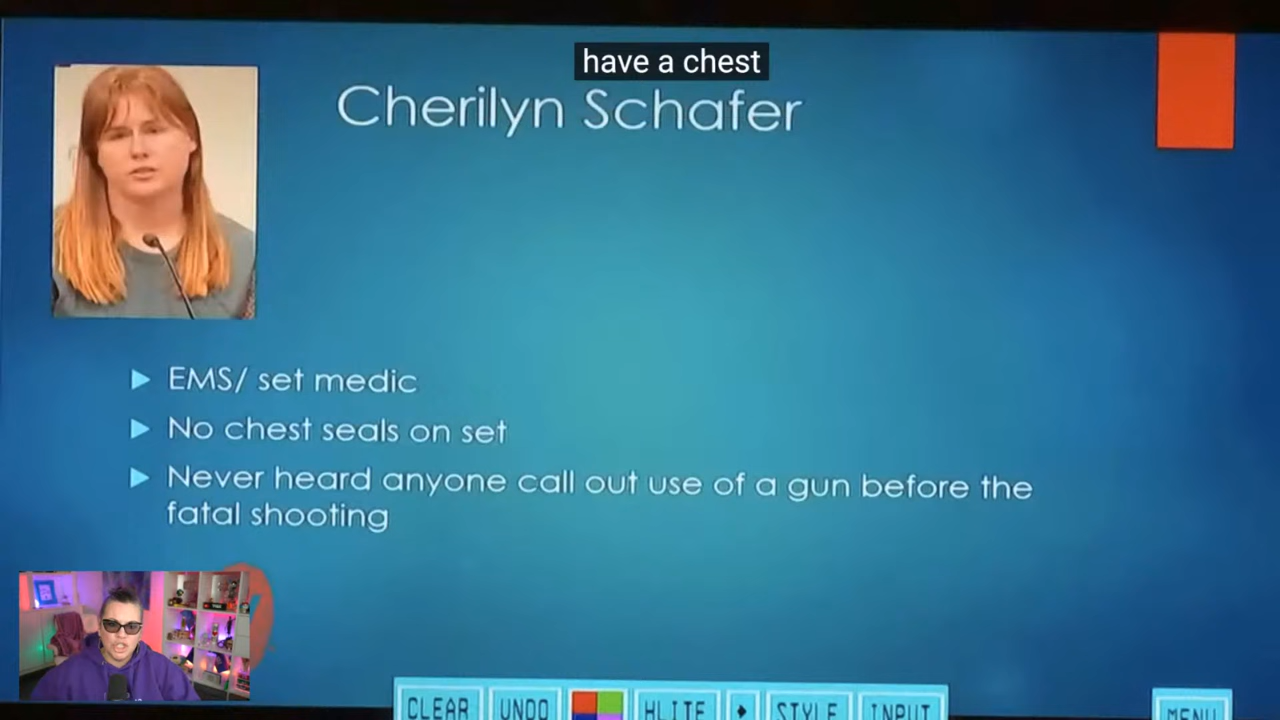 have a chest
Cherilyn Schafer
EMS/ set medic
No chest seals on set
Never heard anyone call out use of a gun before the
fatal shooting
CLEAR
UNDO
HLITE
STYLE
INPUT
MENU